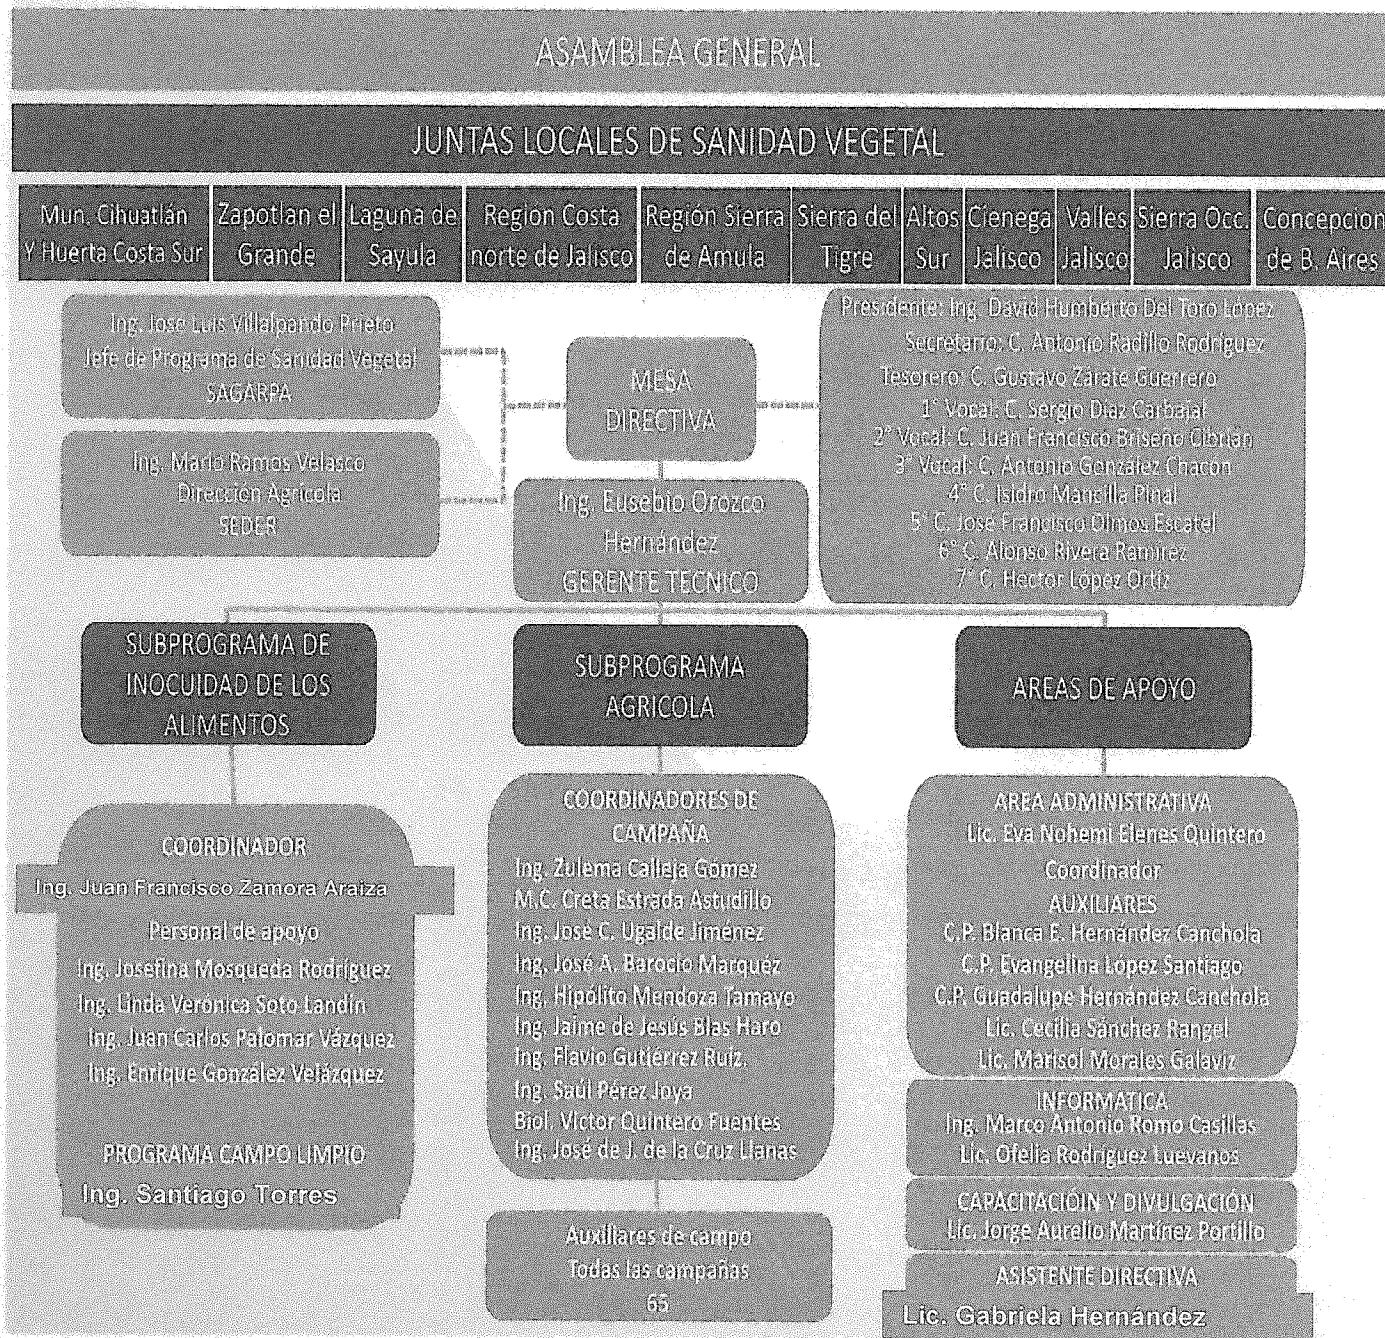 ASAMBLEA GENERAL
JUNTAS LOCALES DE SANIDAD VEGETAL
Mun. Cihuatlán
Y Huerta Costa Sur
Zapotlan el
Grande
Laguna de
Sayula
Region Costa
norte de Jalisco
Región Sierra
de Amula
Sierra del
Tigre
Altos
Sur
Cienega
Jalisco
Valles
Jalisco
Sierra Occ.
Jalisco
Concepcion
de B. Aires
Ing. Jose Luis Villalpando Prieto
Jefe de Programa de Sanidad Vegetal
SAGARPA
Ing. Mario Ramos Velasco
Dirección Agrícola
SEDER
MESA
DIRECTIVA
Ing. Eusebio Orozco
Hernández
GERENTE TECNICO
Presidente: Ing. David Humberto Del Toro López
Secretario: C. Antonio Radillo Rodríguez
Tesorero: C. Gustavo Zárate Guerrero
1° Vocal: C. Sergio Díaz Carbajal
2° Vocal: C. Juan Francisco Briseño Cibrián
3° Vocal: C. Antonio González Chacón
4° C. Isidro Mancilla Pinal
5° C. Jose Francisco Olmos Escatel
6° C. Alonso Rivera Ramírez
7° C. Hector López Ortíz
SUBPROGRAMA DE
INOCUIDAD DE LOS
ALIMENTOS
SUBPROGRAMA
AGRICOLA
AREAS DE APOYO
COORDINADOR
Ing. Juan Francisco Zamora Araiza
Personal de apoyo
Ing. Josefina Mosqueda Rodríguez
Ing. Linda Verónica Soto Landín
Ing. Juan Carlos Palomar Vázquez
Ing. Enrique González Velázquez
PROGRAMA CAMPO LIMPIO
Ing. Santiago Torres
COORDINADORES DE
CAMPAÑA
Ing. Zulema Calleja Gómez
M.C. Creta Estrada Astudillo
Ing. José C. Ugalde Jiménez
Ing. José A. Barocio Marquéz
Ing. Hipólito Mendoza Tamayo
Ing. Jaime de Jesús Blas Haro
Ing. Flavio Gutiérrez Ruiz.
Ing. Saúl Pérez Joya
Biol. Victor Quintero Fuentes
Ing. José de J. de la Cruz Llanas
Auxiliares de campo
Todas las campañas
65
AREA ADMINISTRATIVA
Lic. Eva Nohemi Elenes Quintero
Coordinador
AUXILIARES
C.P. Blanca E. Hernández Canchola
C.P. Evangelina López Santiago
C.P. Guadalupe Hernández Canchola
Lic. Cecilia Sánchez Rangel
Lic. Marisol Morales Galaviz
INFORMATICA
Ing. Marco Antonio Romo Casillas
Lic. Ofelia Rodríguez Luevanos
CAPACITACIÓIN Y DIVULGACIÓN
Lic. Jorge Aurelio Martínez Portillo
ASISTENTE DIRECTIVA
Lic. Gabriela Hernández